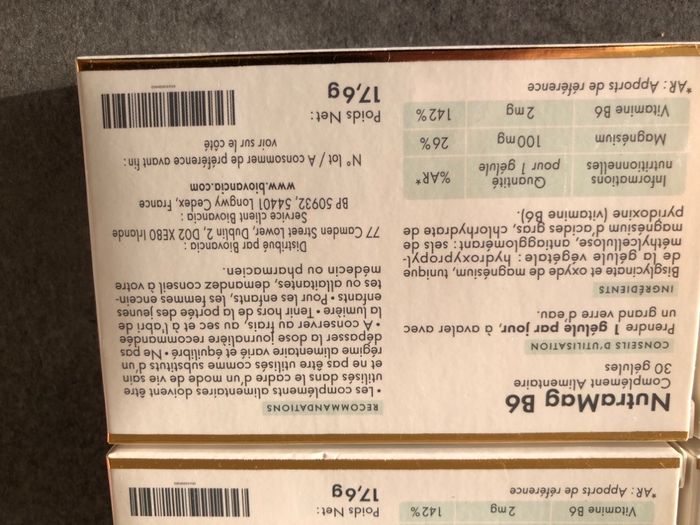 NutraMag B6
Complément Alimentaire
30 gélules
CONSEILS D'UTILISATION
Prendre 1 gélule par jour, à avaler avec
un grand verre d'eau.
INGRÉDIENTS
Bisglycinate et oxyde de magnésium, tunique
de la gélule végétale : hydroxypropyl-
méthylcellulose, antiagglomérant : sels de
magnésium d'acides gras, chlorhydrate de
pyridoxine (vitamine B6).
Informations nutritionnelles Quantité pour 1 gélule %AR*
Magnésium 100 mg 26%
Vitamine B6 2 mg 142%
*AR : Apports de référence
RECOMMANDATIONS
• Les compléments alimentaires doivent être
utilisés dans le cadre d'un mode de vie sain
et ne pas être utilisés comme substituts d'un
régime alimentaire varié et équilibré • Ne pas
dépasser la dose journalière recommandée
• A conserver au frais, au sec et à l'abri de
la lumière • Tenir hors de la portée des jeunes
enfants • Pour les enfants, les femmes encein-
tes ou allaitantes, demandez conseil à votre
médecin ou pharmacien.
Distribué par Biovancia :
77 Camden Street Lower, Dublin 2, D02 XE80 Irlande
Service client Biovancia :
BP 50932, 54401 Longwy Cedex, France
www.biovancia.com
N° lot / A consommer de préférence avant fin :
voir sur le côté
Poids Net :
17,6g
Vitamine B6 2 mg 142%
*AR : Apports de référence
Poids Net :
17,6g